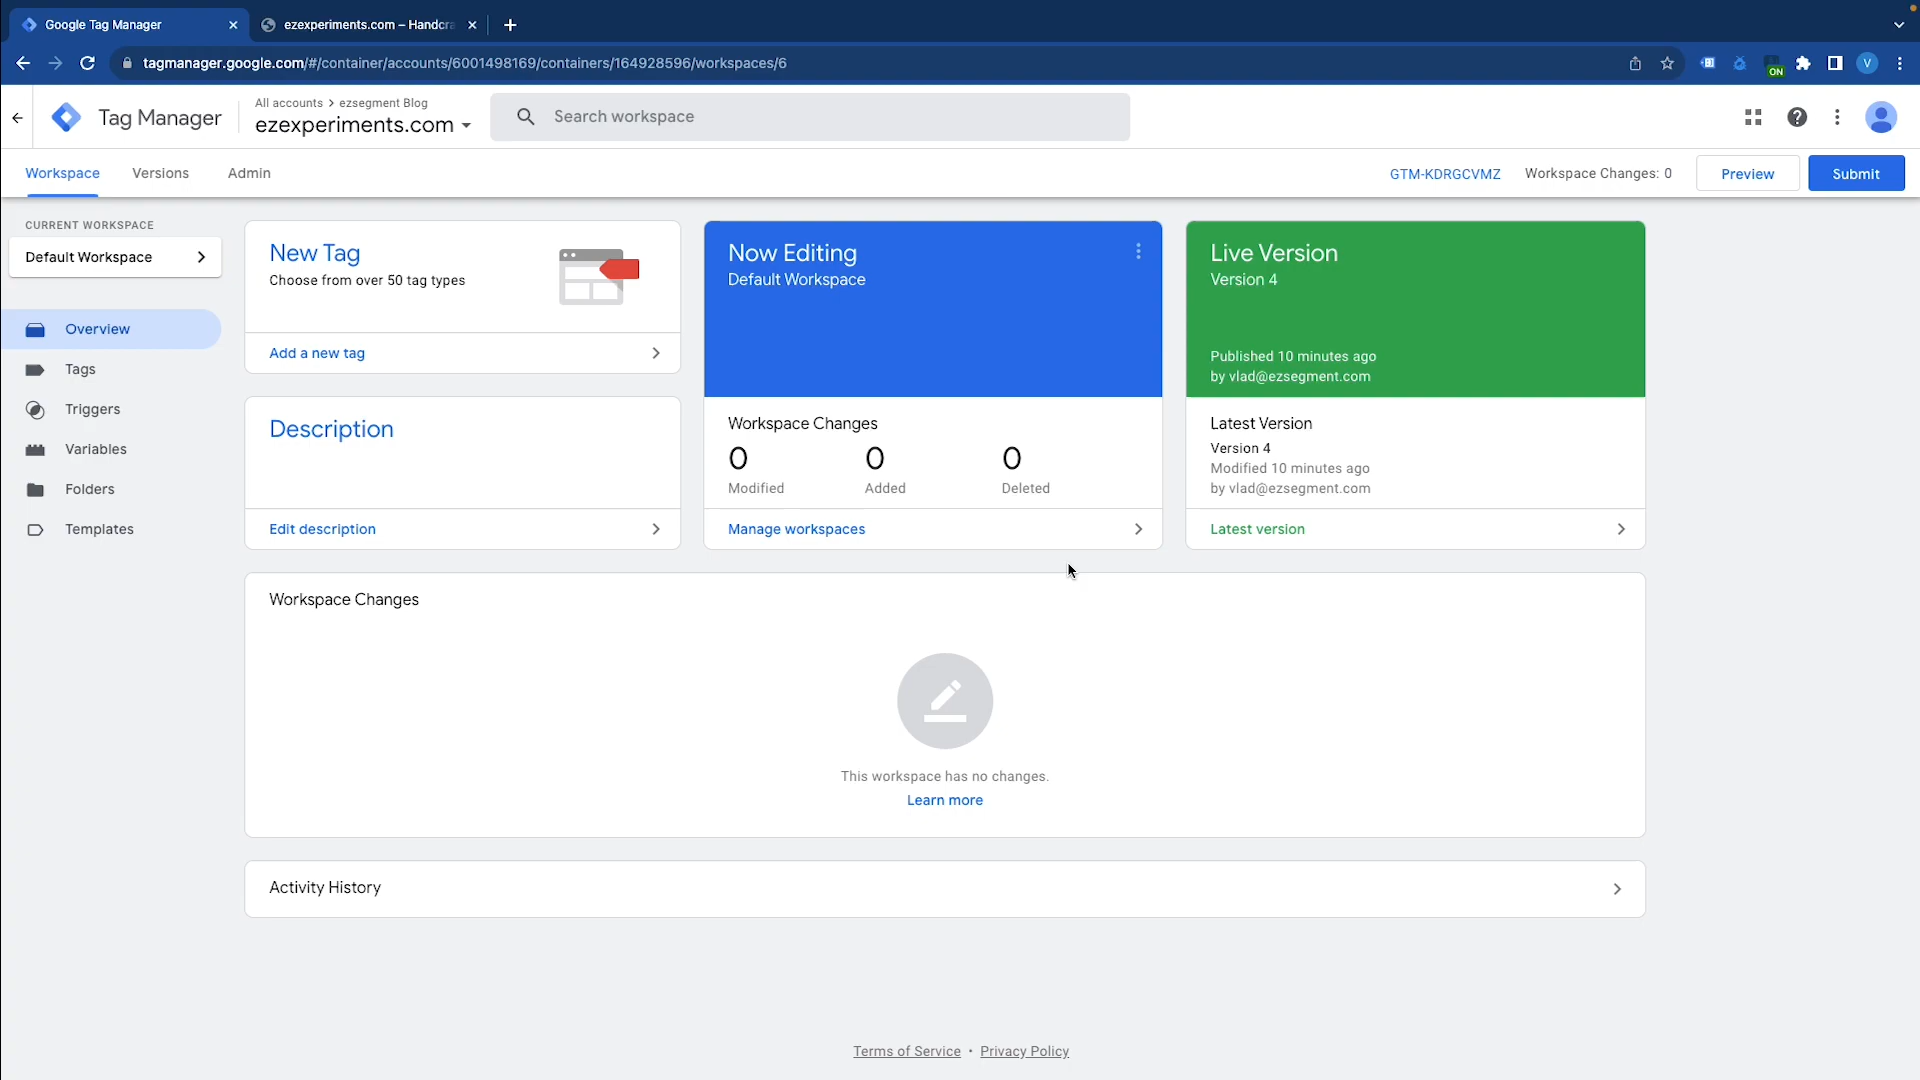 Google Tag Manager
ezexperiments.com – Handcra
tagmanager.google.com/#/container/accounts/6001498169/containers/164928596/workspaces/6
ON
V
Tag Manager
All accounts > ezsegment Blog
ezexperiments.com
Search workspace
Workspace
Versions
Admin
GTM-KDRGCVMZ
Workspace Changes: 0
Preview
Submit
CURRENT WORKSPACE
Default Workspace
Overview
Tags
Triggers
Variables
Folders
Templates
New Tag
Choose from over 50 tag types
Add a new tag
Description
Edit description
Now Editing
Default Workspace
Workspace Changes
0 0 0
Modified Added Deleted
Manage workspaces
Live Version
Version 4
Published 10 minutes ago
by vlad@ezsegment.com
Latest Version
Version 4
Modified 10 minutes ago
by vlad@ezsegment.com
Latest version
Workspace Changes
This workspace has no changes.
Learn more
Activity History
Terms of Service • Privacy Policy